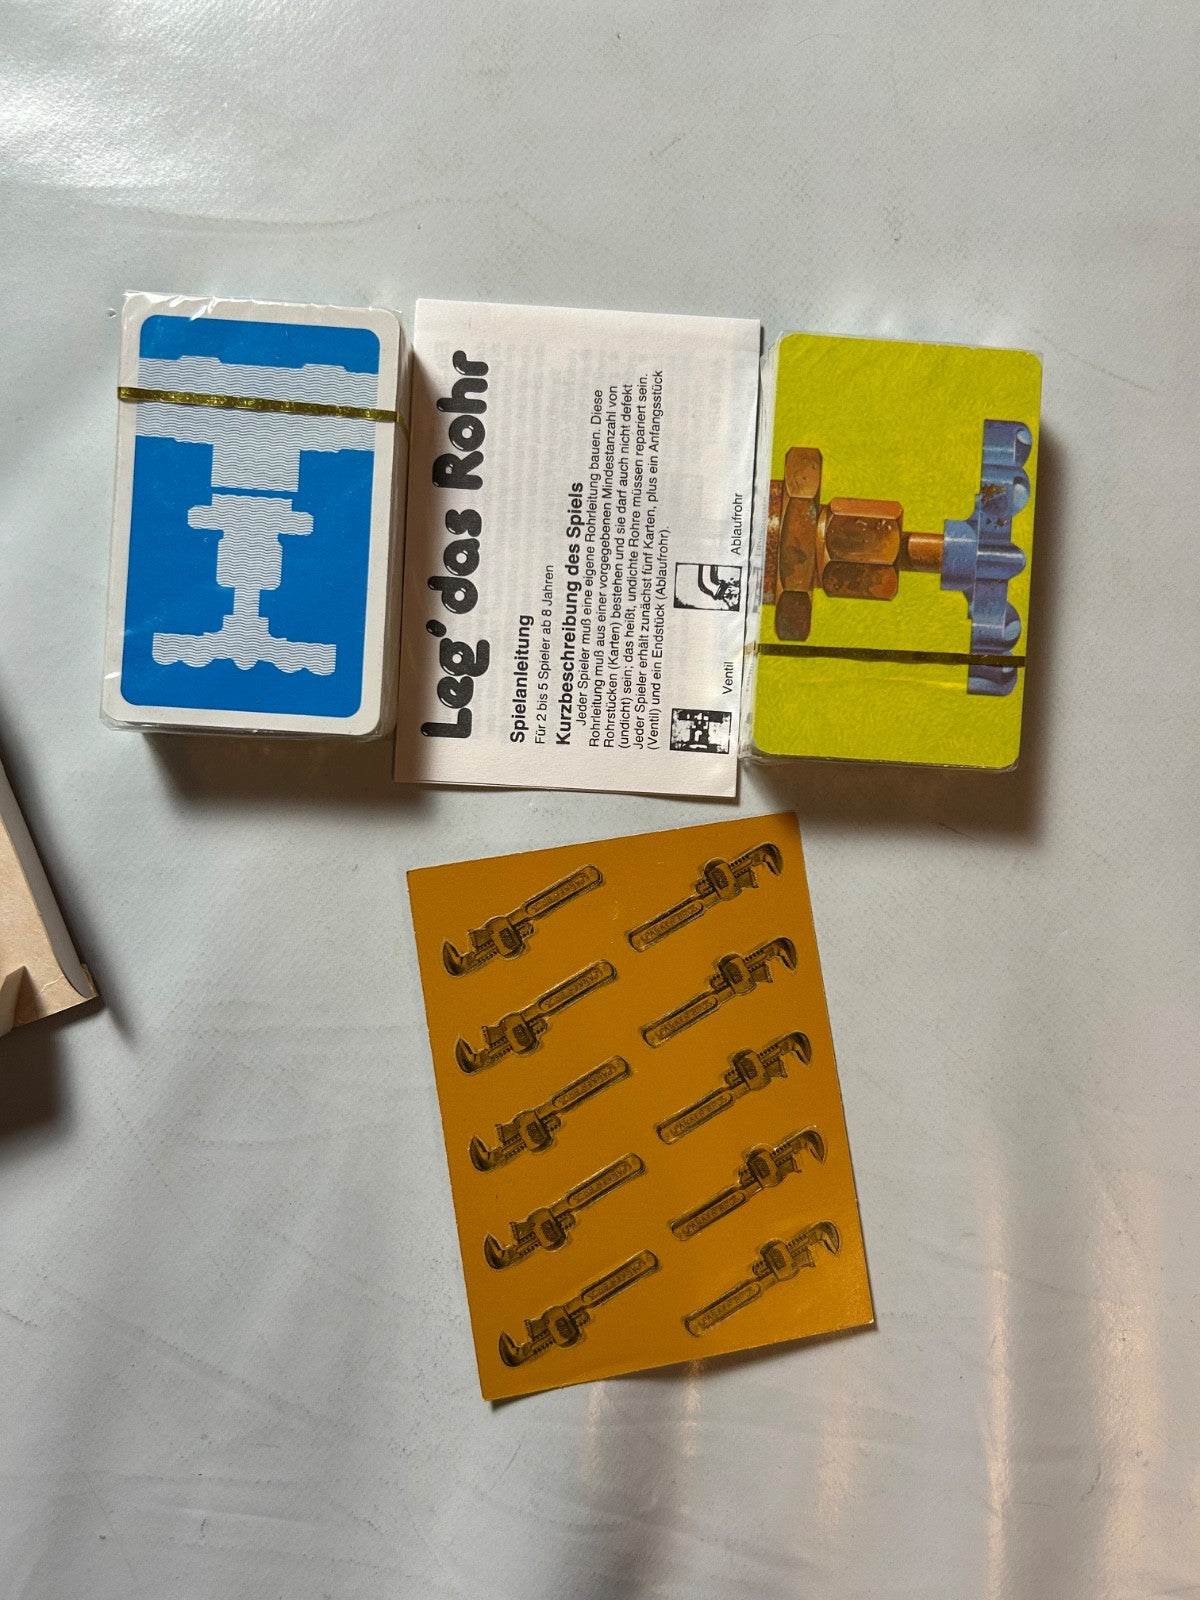 Leg' das Rohr
Spielanleitung
Für 2 bis 5 Spieler ab 8 Jahren
Kurzbeschreibung des Spiels
Jeder Spieler muß eine eigene Rohrleitung bauen. Diese
Rohrleitung muß aus einer vorgegebenen Mindestanzahl von
Rohrstücken (Karten) bestehen und sie darf auch nicht defekt
(undicht) sein; das heißt, undichte Rohre müssen repariert sein.
Jeder Spieler erhält zunächst fünf Karten, plus ein Anfangsstück
(Ventil) und ein Endstück (Ablaufrohr).
Ventil
Ablaufrohr